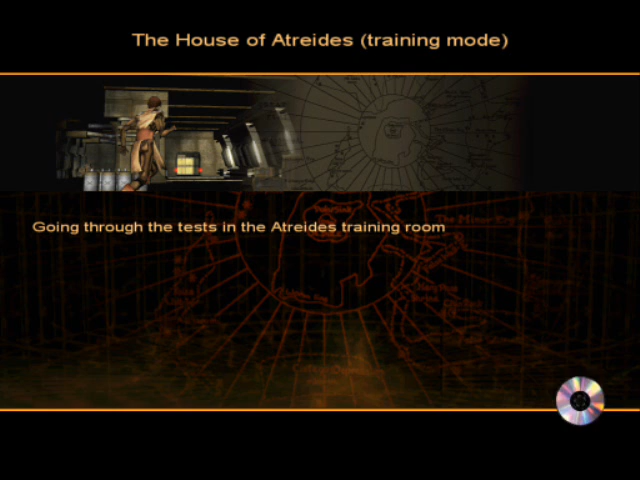 The House of Atreides (training mode)
Going through the tests in the Atreides training room